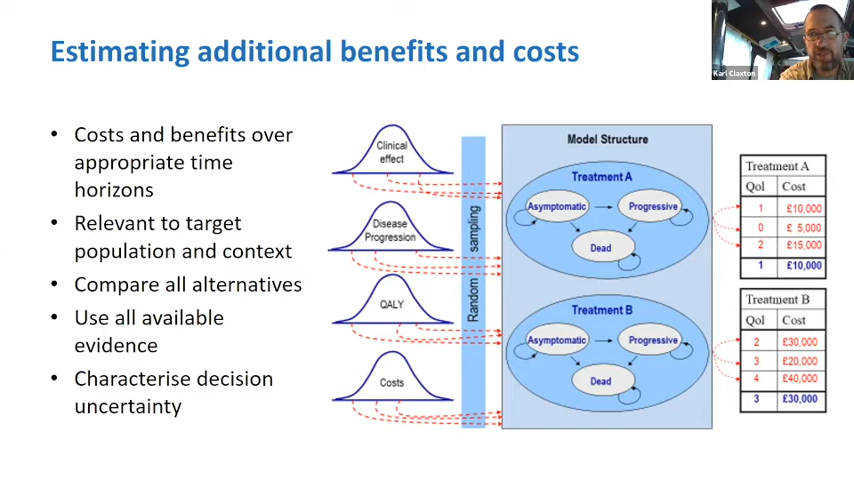 Estimating additional benefits and costs
Karl Claxton
• Costs and benefits over
appropriate time
horizons
• Relevant to target
population and context
• Compare all alternatives
• Use all available
evidence
• Characterise decision
uncertainty
Clinical
effect
Disease
Progression
QALY
Costs
Random sampling
Model Structure
Treatment A
Asymptomatic
Progressive
Dead
Treatment B
Asymptomatic
Progressive
Dead
Treatment A
Qol Cost
1 £10,000
0 £ 5,000
2 £15,000
1 £10,000
Treatment B
Qol Cost
2 £30,000
3 £20,000
4 £40,000
3 £30,000